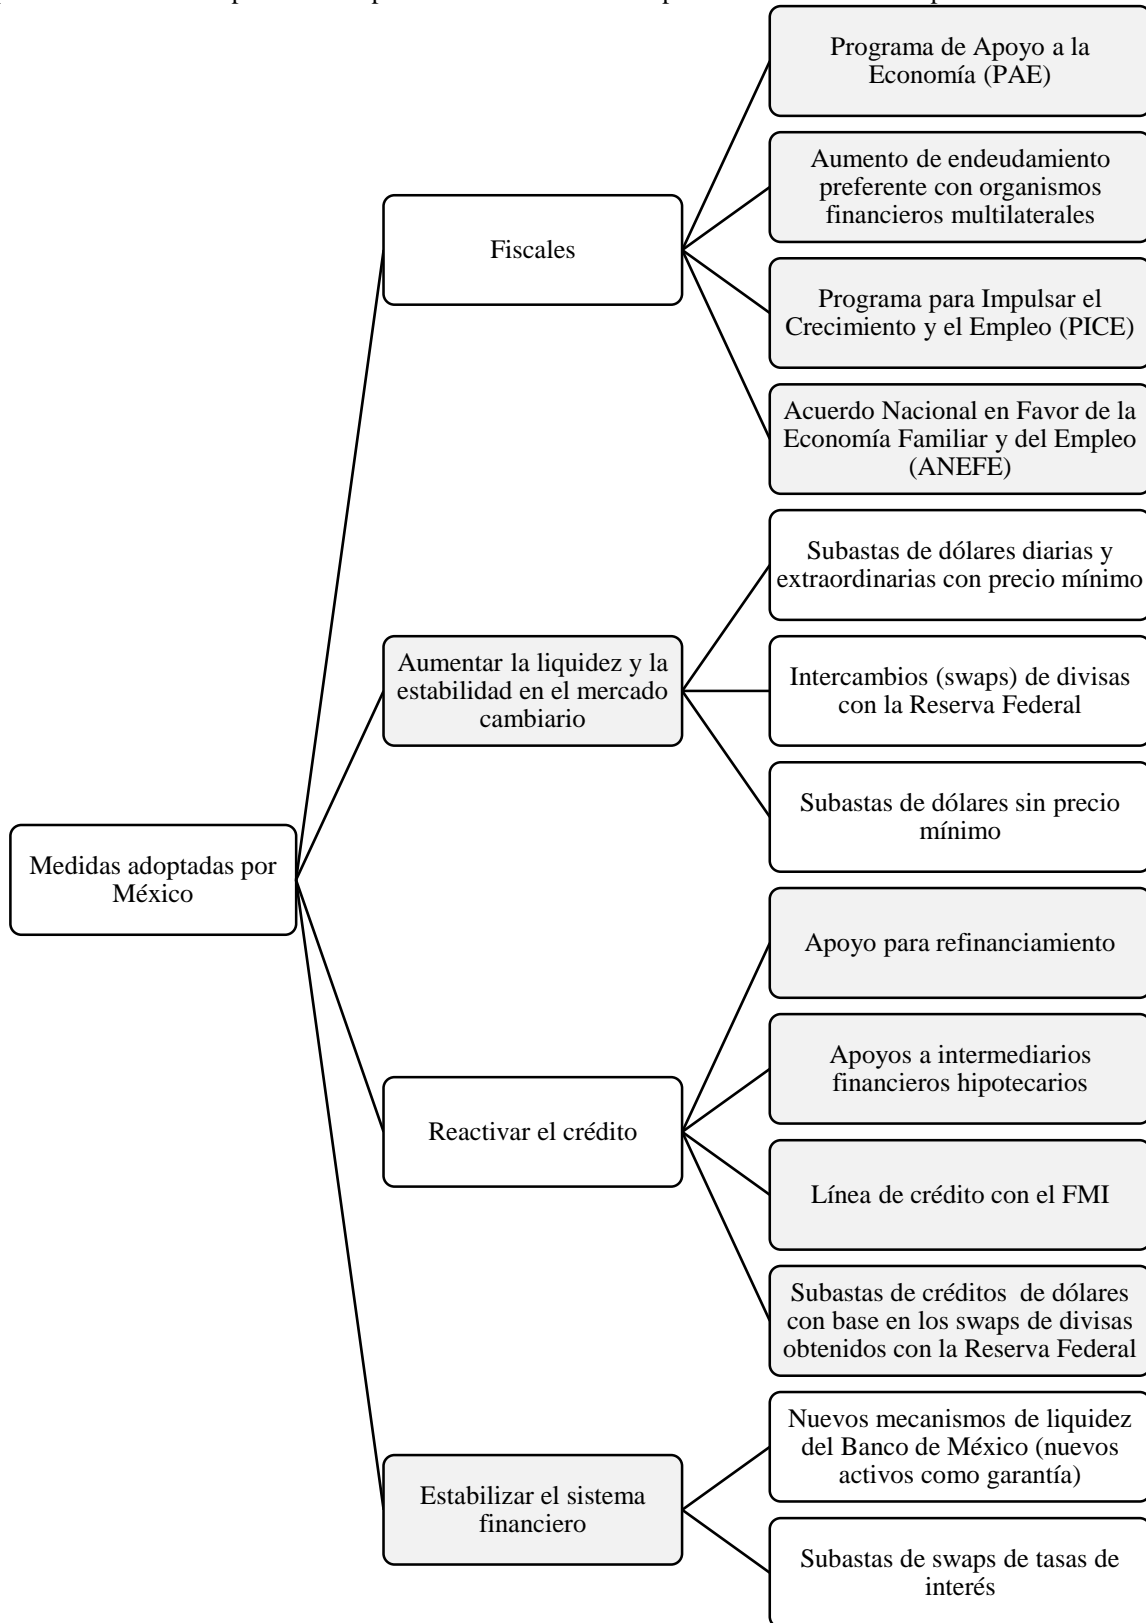 Programa de Apoyo a la
Economía (PAE)
Aumento de endeudamiento
preferente con organismos
financieros multilaterales
Fiscales
Programa para Impulsar el
Crecimiento y el Empleo (PICE)
Acuerdo Nacional en Favor de la
Economía Familiar y del Empleo
(ANEFE)
Subastas de dólares diarias y
extraordinarias con precio mínimo
Aumentar la liquidez y la
estabilidad en el mercado
cambiario
Intercambios (swaps) de divisas
con la Reserva Federal
Subastas de dólares sin precio
mínimo
Medidas adoptadas por
México
Apoyo para refinanciamiento
Apoyos a intermediarios
financieros hipotecarios
Reactivar el crédito
Línea de crédito con el FMI
Subastas de créditos  de dólares
con base en los swaps de divisas
obtenidos con la Reserva Federal
Nuevos mecanismos de liquidez
del Banco de México (nuevos
activos como garantía)
Estabilizar el sistema
financiero
Subastas de swaps de tasas de
interés